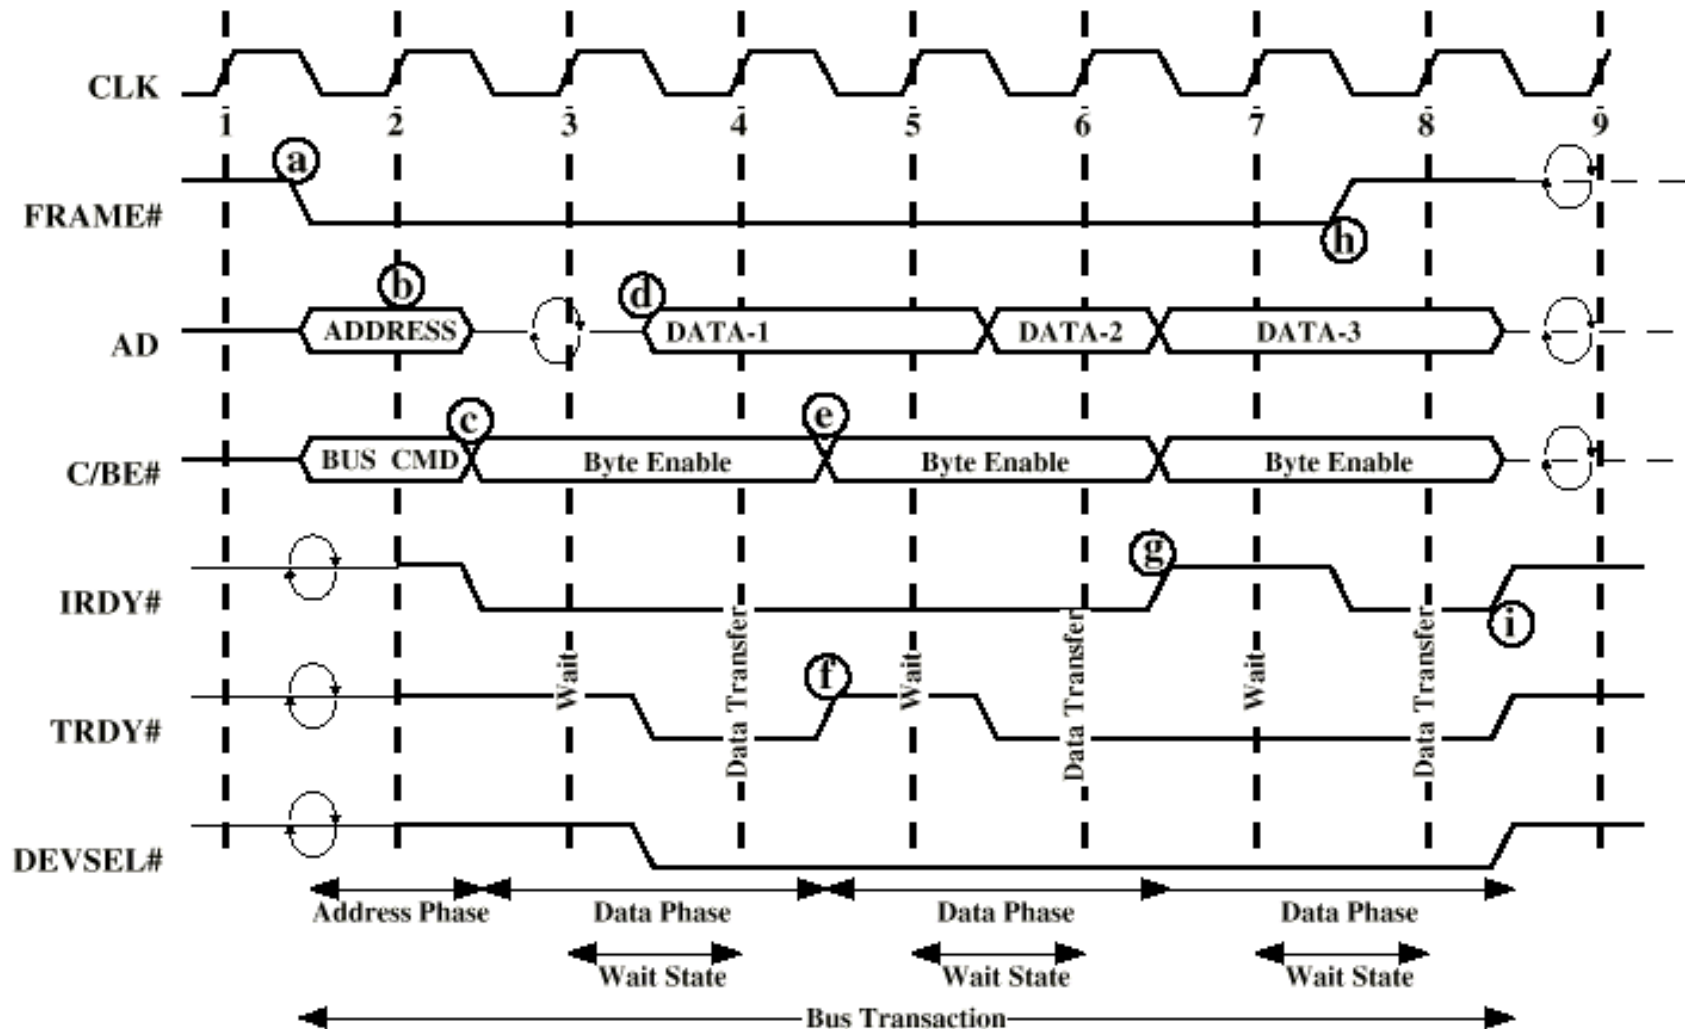 CLK
1 2 3 4 5 6 7 8 9
a
FRAME#
h
b
d
ADDRESS DATA-1 DATA-2 DATA-3
AD
c e
BUS CMD Byte Enable Byte Enable Byte Enable
C/BE#
g
IRDY#
i
Wait
Data Transfer
Wait
Data Transfer
Wait
Data Transfer
f
TRDY#
DEVSEL#
Address Phase Data Phase Data Phase Data Phase
Wait State Wait State Wait State
Bus Transaction